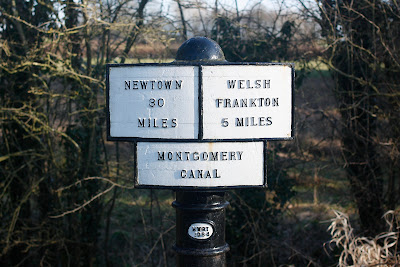 NEWTOWN
30
MILES
WELSH
FRANKTON
5 MILES
MONTGOMERY
CANAL